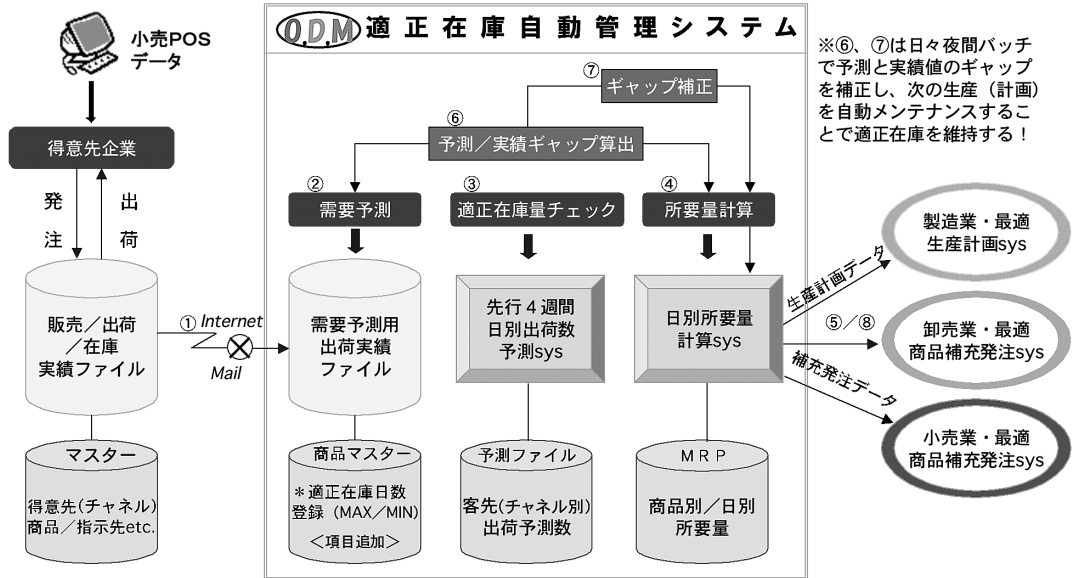 小売POS
データ
得意先企業
発注
出荷
販売／出荷
／在庫
実績ファイル
マスター
得意先(チャネル)
商品／指示先etc.
①Internet
Mail
O.D.M 適正在庫自動管理システム
⑦
ギャップ補正
⑥
予測／実績ギャップ算出
②
需要予測
③
適正在庫量チェック
④
所要量計算
需要予測用
出荷実績
ファイル
先行４週間
日別出荷数
予測sys
日別所要量
計算sys
商品マスター
＊適正在庫日数
登録（MAX／MIN）
＜項目追加＞
予測ファイル
客先(チャネル別)
出荷予測数
ＭＲＰ
商品別／日別
所要量
※⑥、⑦は日々夜間バッチ
で予測と実績値のギャップ
を補正し、次の生産（計画）
を自動メンテナンスするこ
とで適正在庫を維持する！
生産計画データ
⑤／⑧
補充発注データ
製造業・最適
生産計画sys
卸売業・最適
商品補充発注sys
小売業・最適
商品補充発注sys